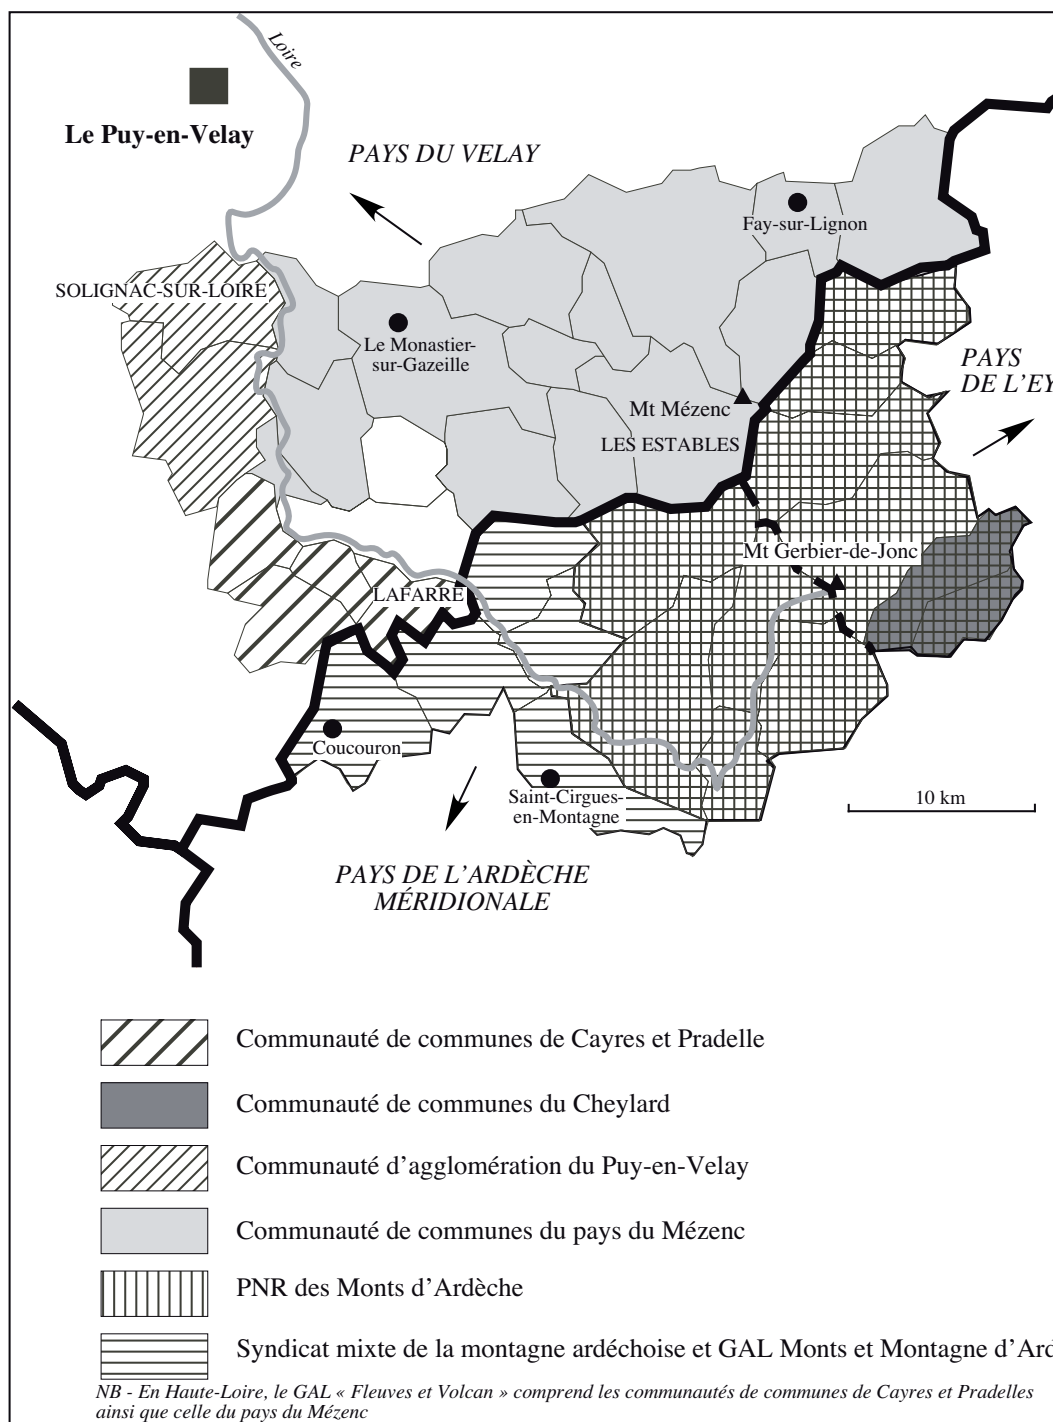 Loire
Le Puy-en-Velay
PAYS DU VELAY
Fay-sur-Lignon
SOLIGNAC-SUR-LOIRE
Le Monastier-
sur-Gazeille
PAYS
DE L'EY
Mt Mézenc
LES ESTABLES
Mt Gerbier-de-Jonc
LAFARRE
Coucouron
Saint-Cirgues-
en-Montagne
10 km
PAYS DE L'ARDÈCHE
MÉRIDIONALE
Communauté de communes de Cayres et Pradelle
Communauté de communes du Cheylard
Communauté d'agglomération du Puy-en-Velay
Communauté de communes du pays du Mézenc
PNR des Monts d'Ardèche
Syndicat mixte de la montagne ardéchoise et GAL Monts et Montagne d'Ard
NB - En Haute-Loire, le GAL « Fleuves et Volcan » comprend les communautés de communes de Cayres et Pradelles
ainsi que celle du pays du Mézenc